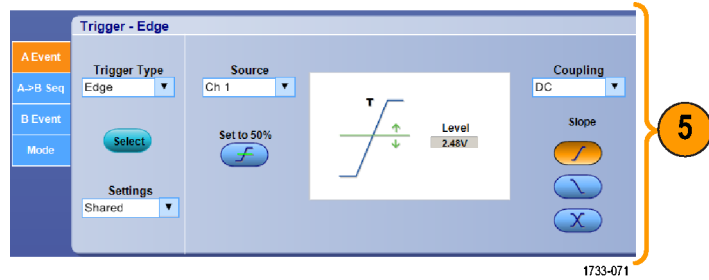 Trigger - Edge
A Event
A->B Seq
B Event
Mode
Trigger Type
Edge
Select
Settings
Shared
Source
Ch 1
Set to 50%
T
Level
2.48V
Coupling
DC
Slope
5
1733-071